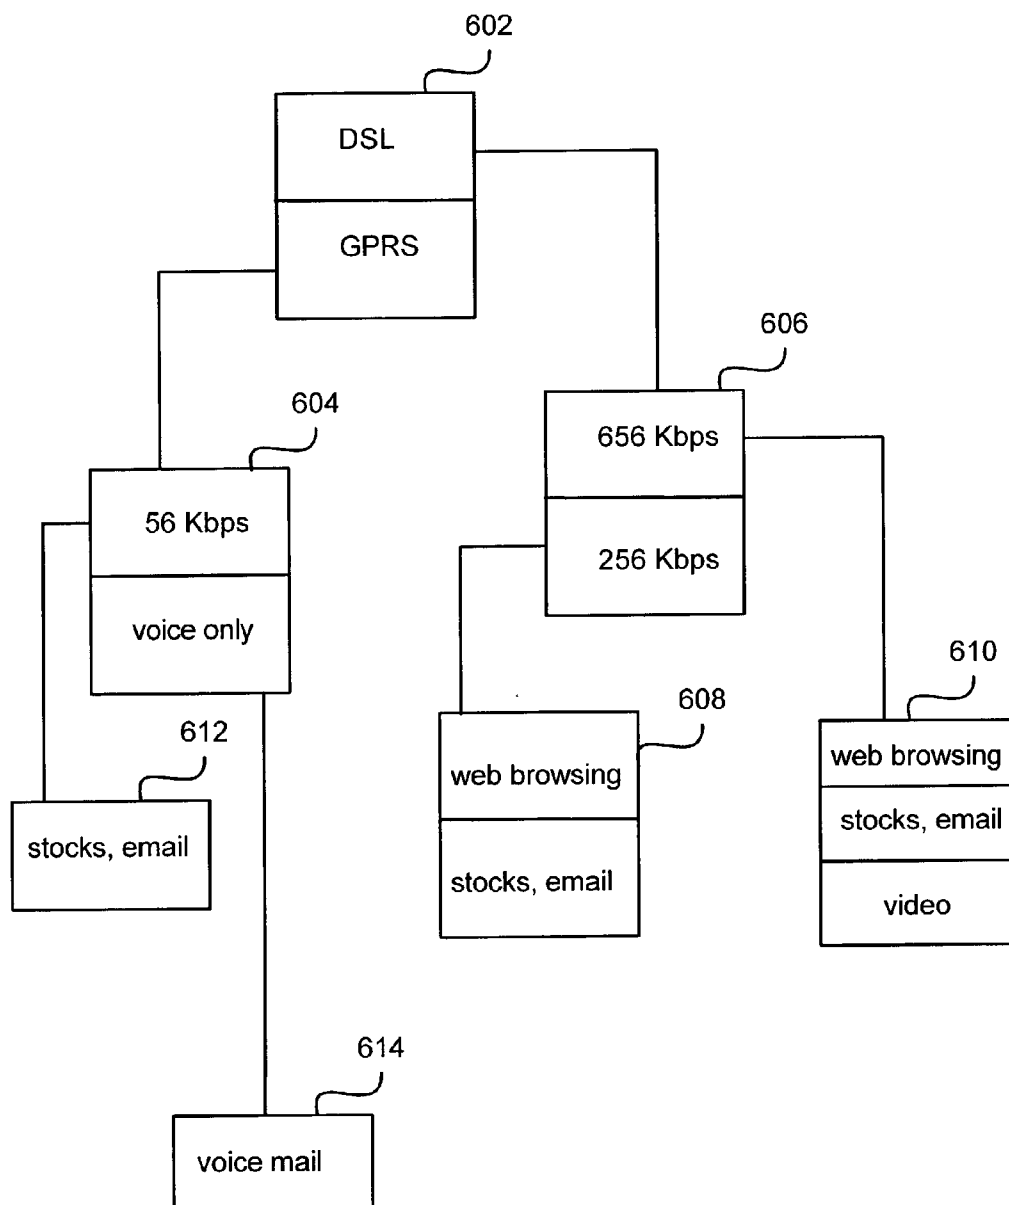 602
DSL
GPRS
606
604
656 Kbps
56 Kbps
256 Kbps
voice only
610
608
612
web browsing
web browsing
stocks, email
stocks, email
stocks, email
video
614
voice mail